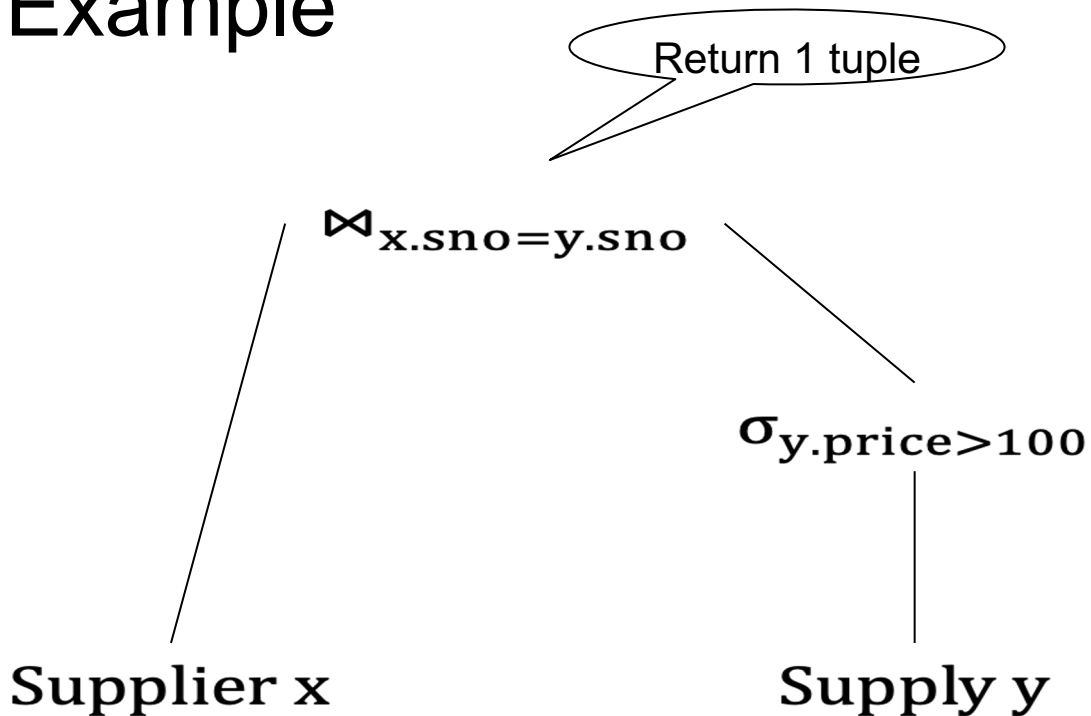 Example
Return 1 tuple
⋈x.sno=y.sno
σy.price>100
Supplier x
Supply y